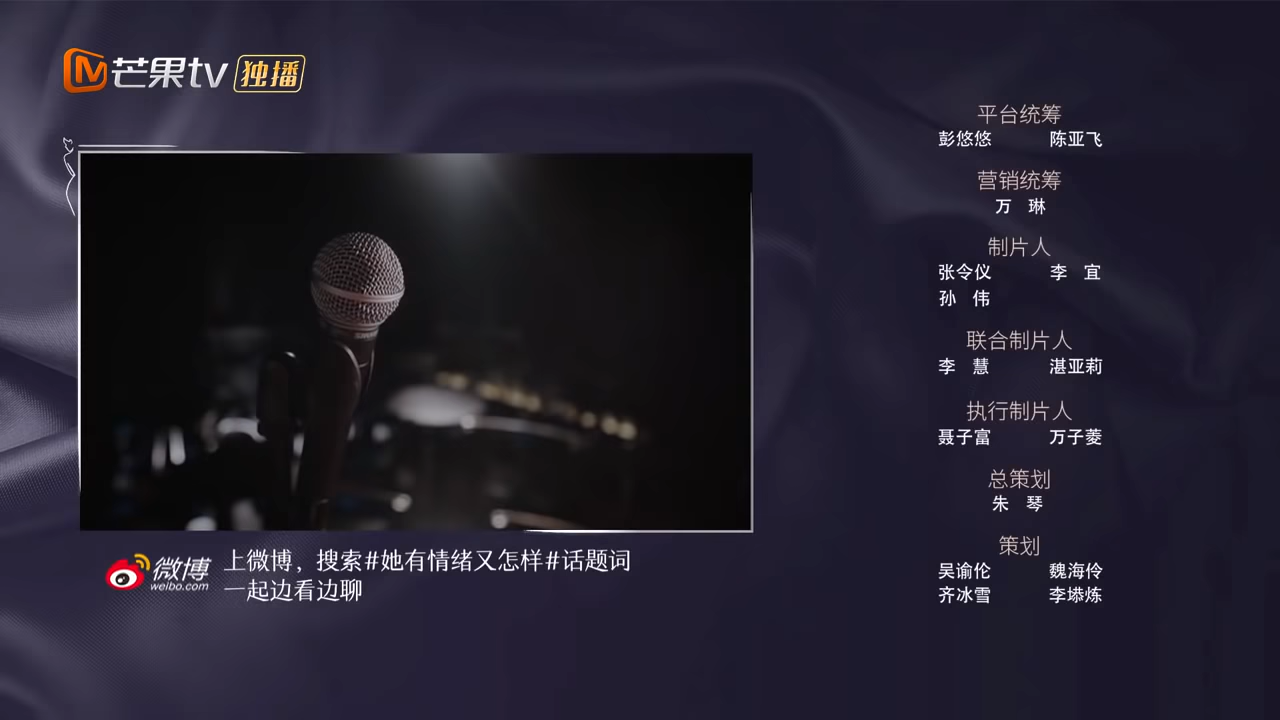 芒果tv 独播
平台统筹
彭悠悠 陈亚飞
营销统筹
万 琳
制片人
张令仪 李 宜
孙 伟
联合制片人
李 慧 湛亚莉
执行制片人
聂子富 万子菱
总策划
朱 琴
策划
吴谕伦 魏海伶
齐冰雪 李塨炼
微博 上微博，搜索#她有情绪又怎样#话题词
weibo.com 一起边看边聊